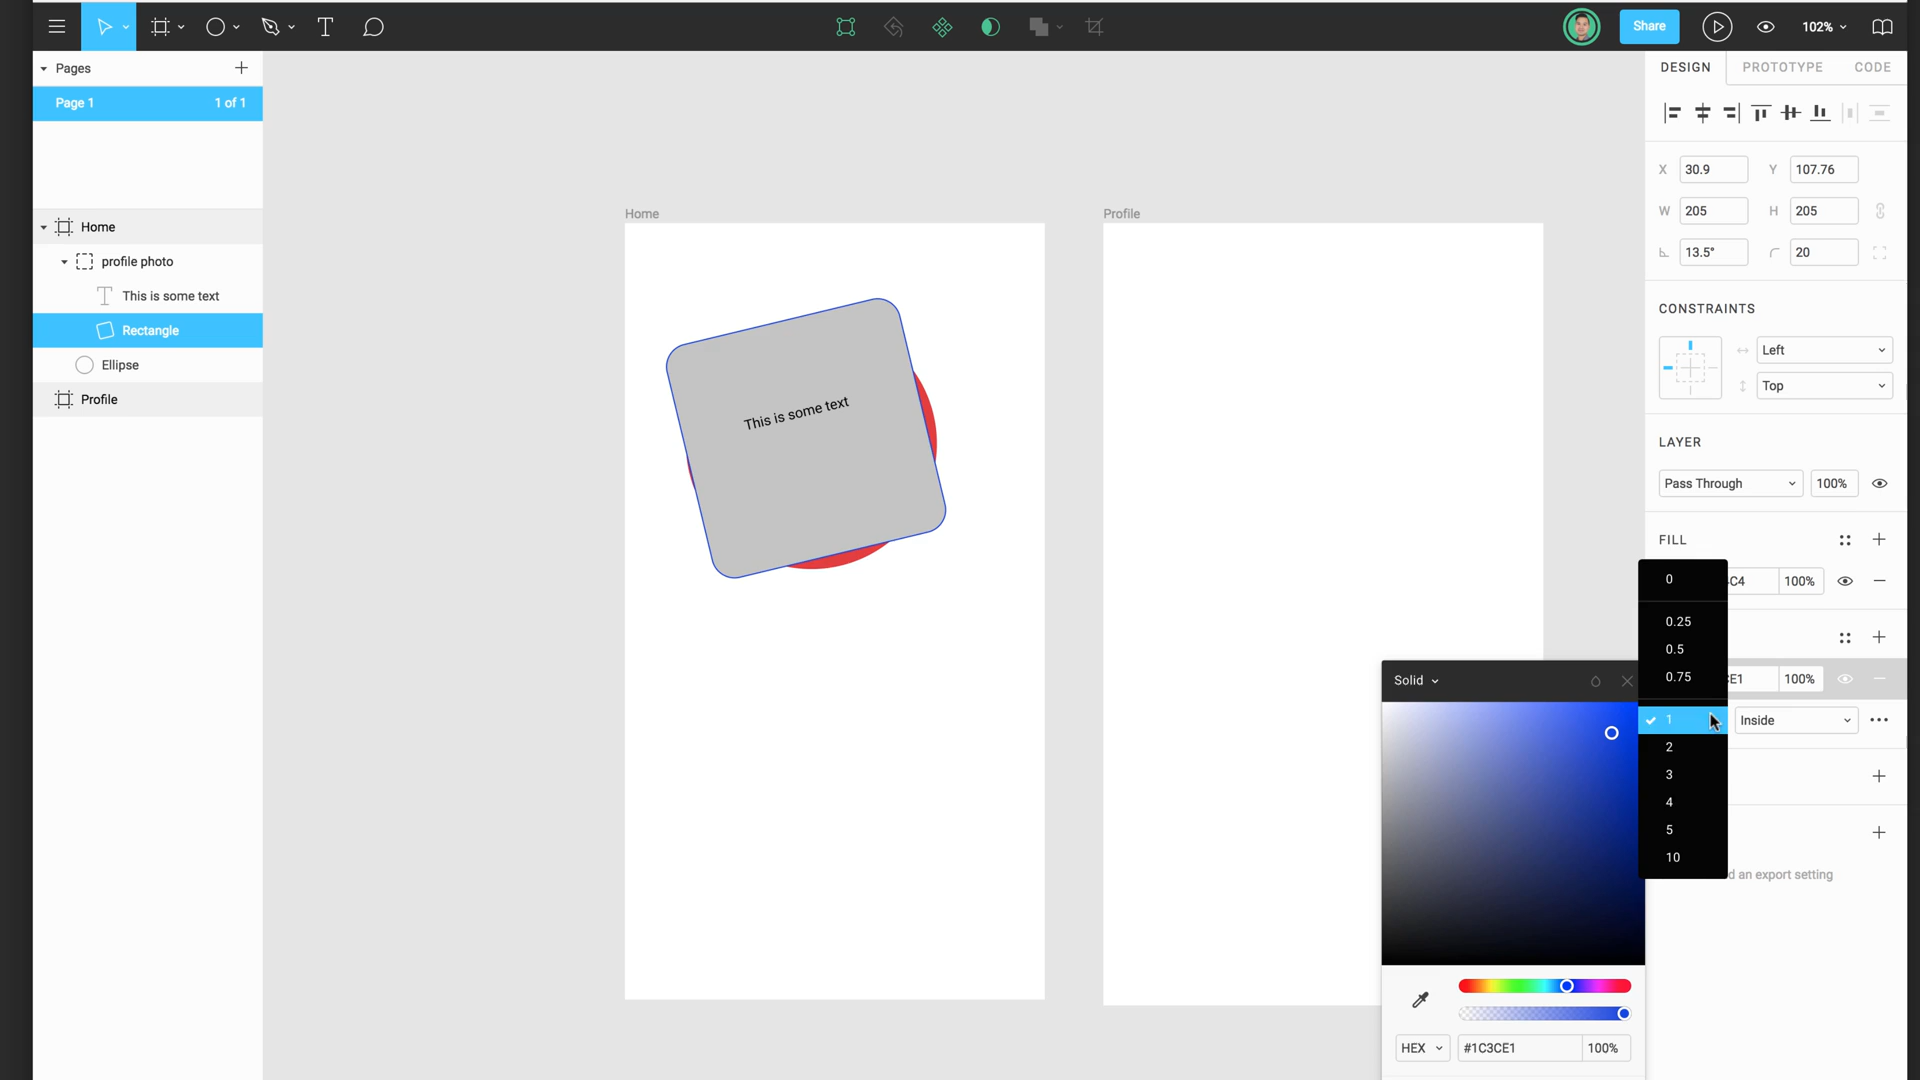 Share
102%
Pages
Page 1 1 of 1
Home
profile photo
This is some text
Rectangle
Ellipse
Profile
Home
Profile
This is some text
DESIGN PROTOTYPE CODE
X 30.9 Y 107.76
W 205 H 205
13.5° 20
CONSTRAINTS
Left
Top
LAYER
Pass Through 100%
FILL
C4 100%
E1 100%
Inside
0
0.25
0.5
0.75
1
2
3
4
5
10
d an export setting
Solid
HEX #1C3CE1 100%